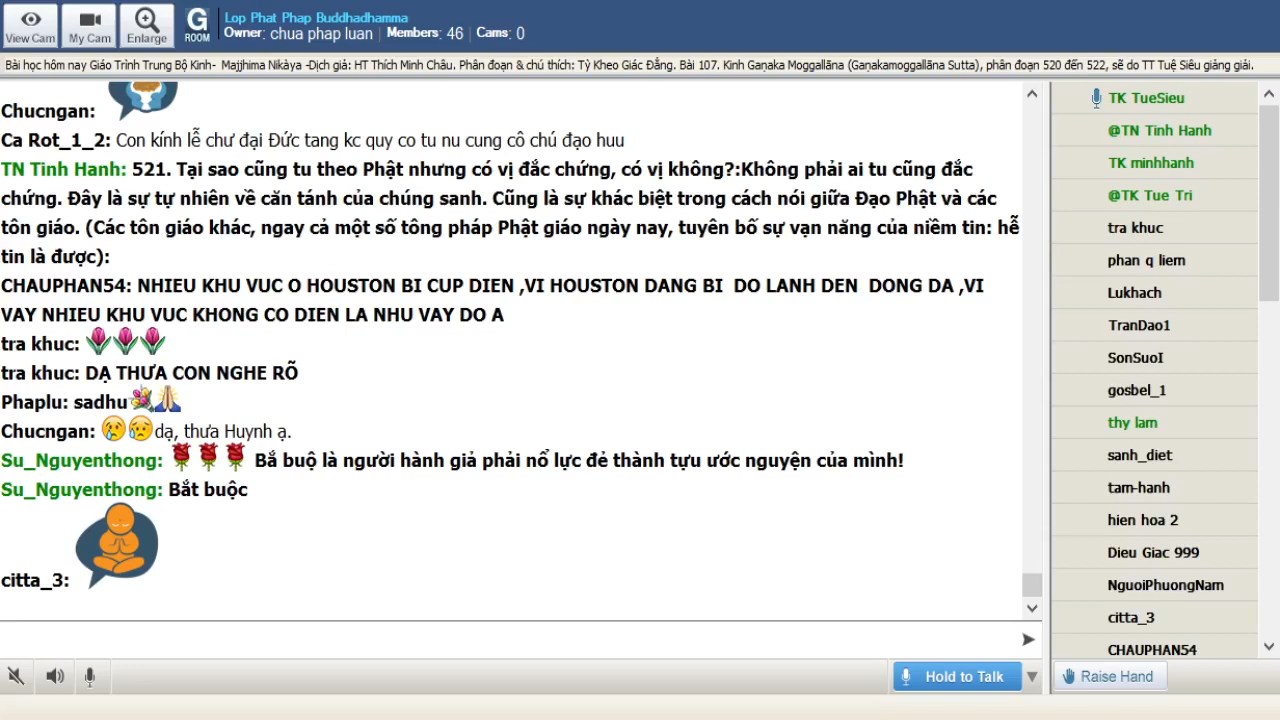 View Cam
My Cam
Enlarge
G
ROOM
Lop Phat Phap Buddhadhamma
Owner: chua phap luan | Members: 46 | Cams: 0
Bài học hôm nay Giáo Trình Trung Bộ Kinh- Majjhima Nikàya -Dịch giả: HT Thích Minh Châu. Phân đoạn & chú thích: Tỳ Kheo Giác Đẳng. Bài 107. Kinh Gaṇaka Moggallāna (Gaṇakamoggallāna Sutta), phân đoạn 520 đến 522, sẽ do TT Tuệ Siêu giảng giải.
Chucngan:
Ca Rot_1_2: Con kính lễ chư đại Đức tang kc quy co tu nu cung cô chú đạo huu
TN Tinh Hanh: 521. Tại sao cũng tu theo Phật nhưng có vị đắc chứng, có vị không?:Không phải ai tu cũng đắc
chứng. Đây là sự tự nhiên về căn tánh của chúng sanh. Cũng là sự khác biệt trong cách nói giữa Đạo Phật và các
tôn giáo. (Các tôn giáo khác, ngay cả một số tông pháp Phật giáo ngày nay, tuyên bố sự vạn năng của niềm tin: hễ
tin là được):
CHAUPHAN54: NHIEU KHU VUC O HOUSTON BI CUP DIEN ,VI HOUSTON DANG BI DO LANH DEN DONG DA ,VI
VAY NHIEU KHU VUC KHONG CO DIEN LA NHU VAY DO A
tra khuc:
tra khuc: DẠ THƯA CON NGHE RÕ
Phaplu: sadhu
Chucngan: dạ, thưa Huynh ạ.
Su_Nguyenthong: Bắ buộ là người hành giả phải nổ lực đẻ thành tựu ước nguyện của mình!
Su_Nguyenthong: Bắt buộc
citta_3:
TK TueSieu
@TN Tinh Hanh
TK minhhanh
@TK Tue Tri
tra khuc
phan q liem
Lukhach
TranDao1
SonSuoI
gosbel_1
thy lam
sanh_diet
tam-hanh
hien hoa 2
Dieu Giac 999
NguoiPhuongNam
citta_3
CHAUPHAN54
Hold to Talk
Raise Hand